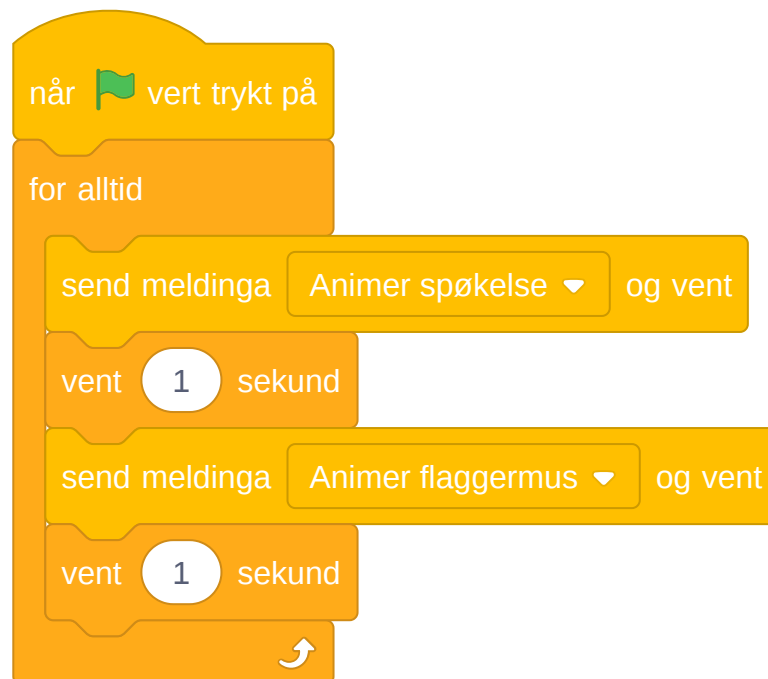 når vert trykt på
for alltid
send meldinga Animer spøkelse og vent
vent 1 sekund
send meldinga Animer flaggermus og vent
vent 1 sekund